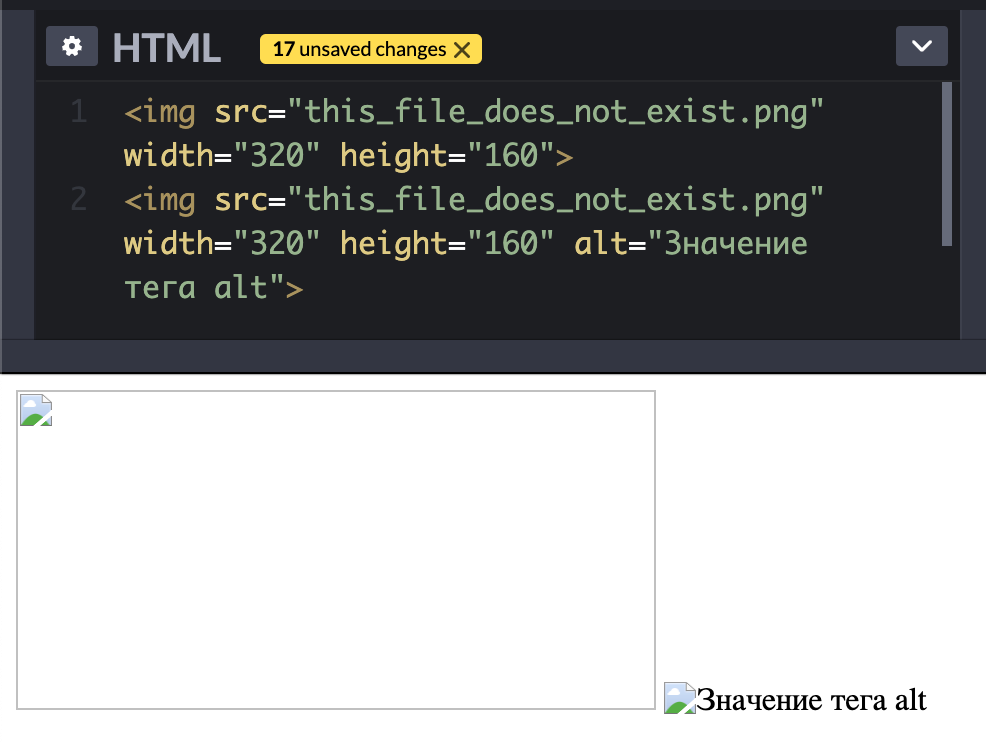 HTML
17 unsaved changes
1 <img src="this_file_does_not_exist.png"
width="320" height="160">
2 <img src="this_file_does_not_exist.png"
width="320" height="160" alt="Значение
тега alt">
Значение тега alt